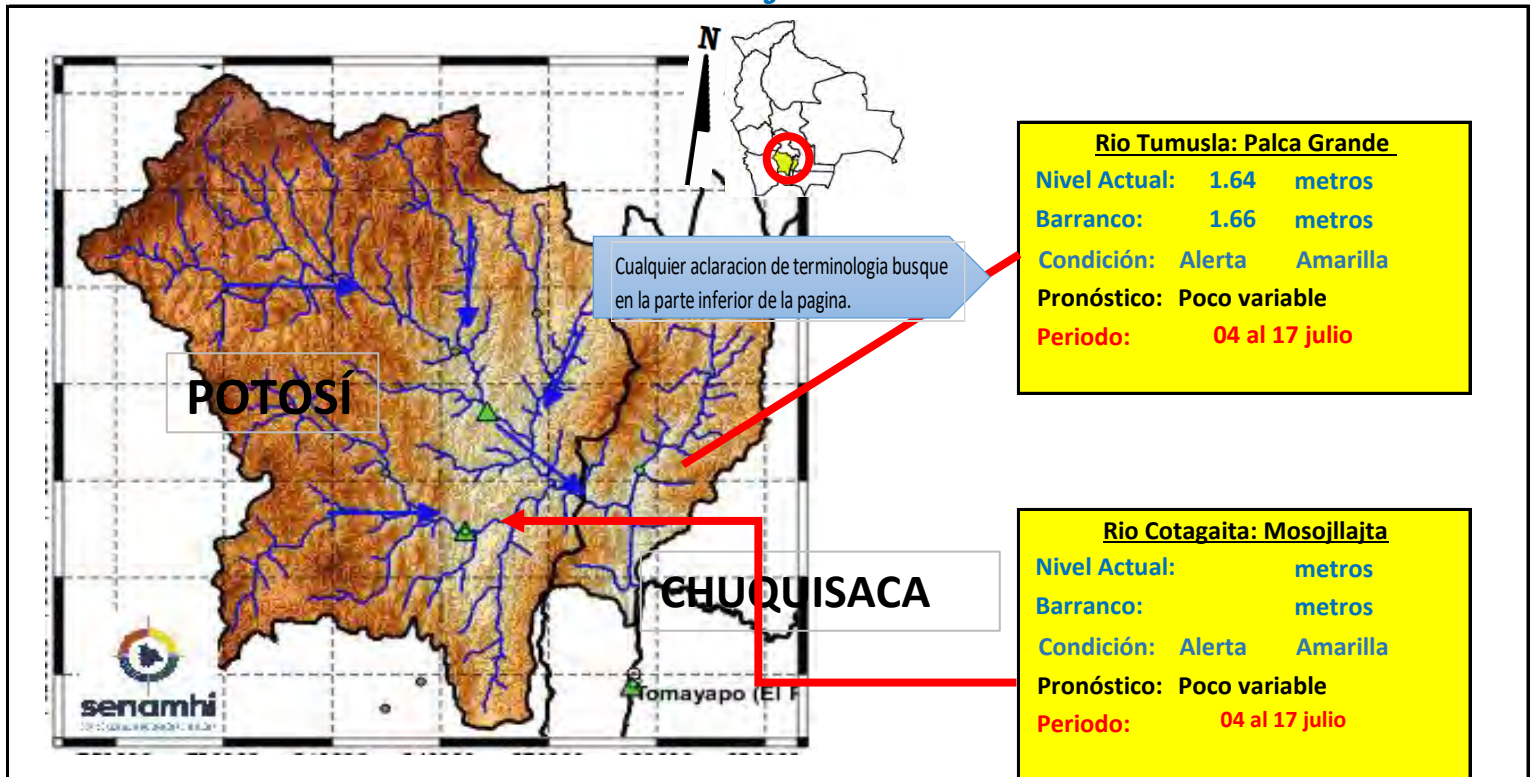 N
Rio Tumusla: Palca Grande
Nivel Actual: 1.64 metros
Barranco: 1.66 metros
Condición: Alerta Amarilla
Pronóstico: Poco variable
Periodo: 04 al 17 julio
Cualquier aclaracion de terminologia busque
en la parte inferior de la pagina.
POTOSÍ
CHUQUISACA
Rio Cotagaita: Mosojllajta
Nivel Actual: metros
Barranco: metros
Condición: Alerta Amarilla
Pronóstico: Poco variable
Periodo: 04 al 17 julio
senamhi
Tomayapo (El